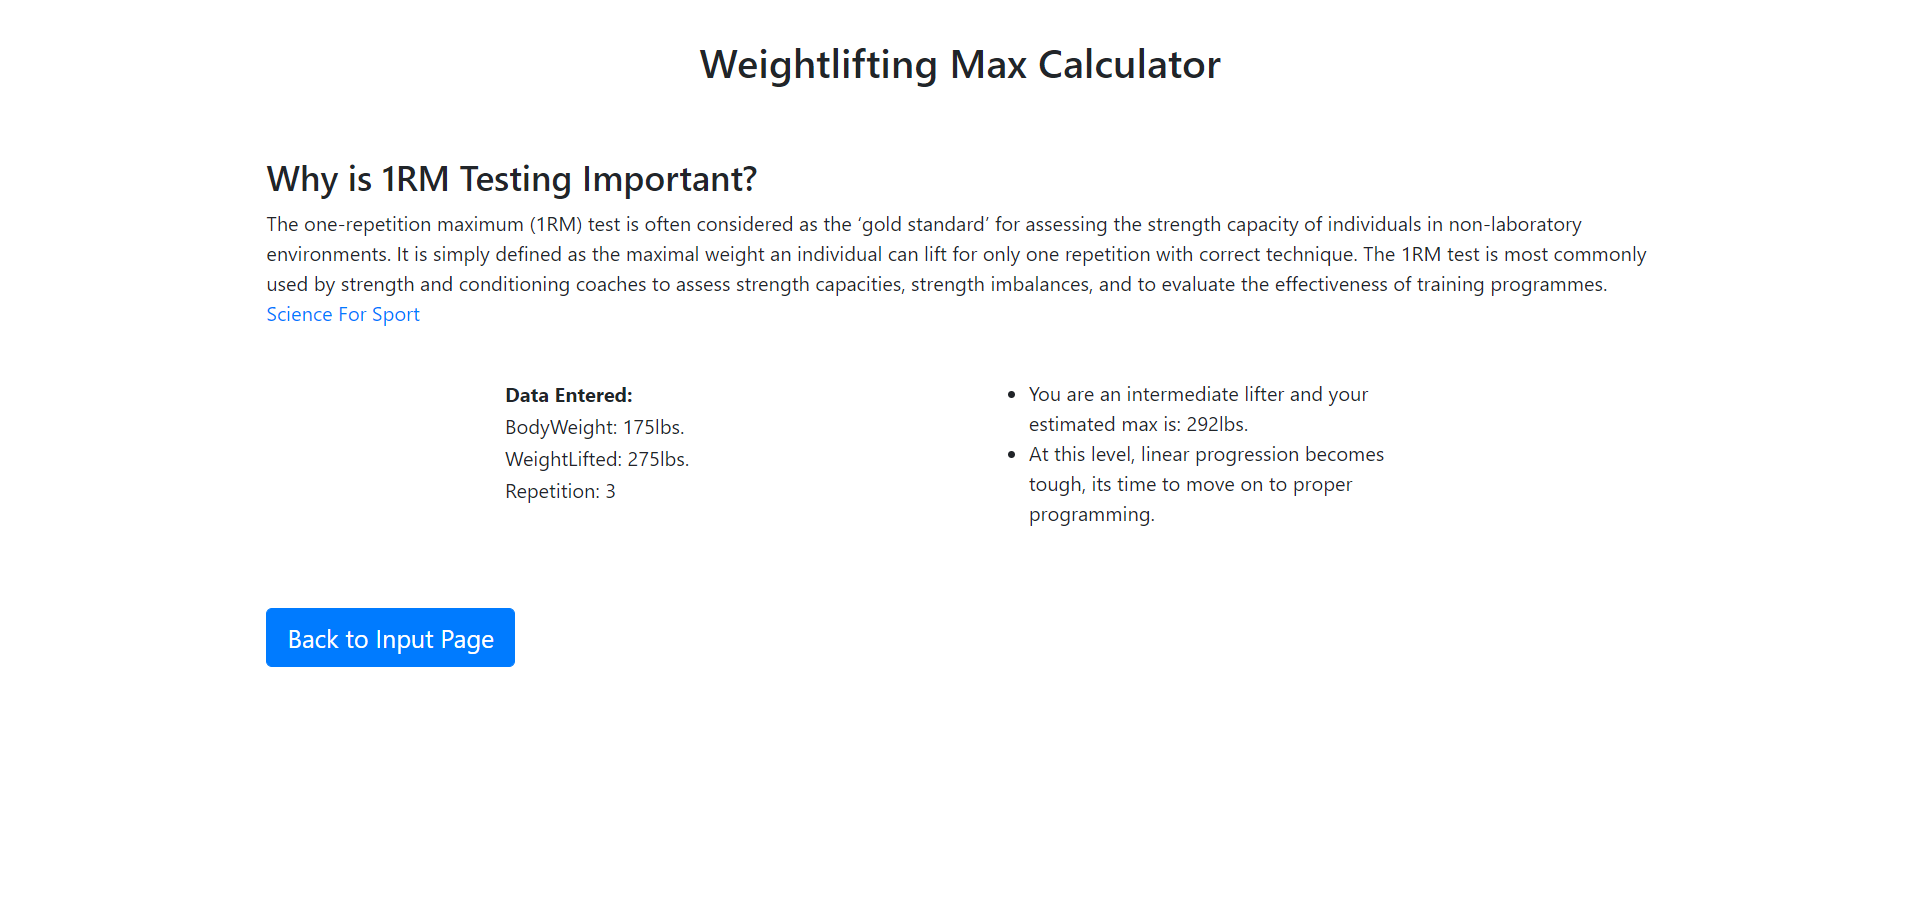 Weightlifting Max Calculator
Why is 1RM Testing Important?
The one-repetition maximum (1RM) test is often considered as the ‘gold standard’ for assessing the strength capacity of individuals in non-laboratory
environments. It is simply defined as the maximal weight an individual can lift for only one repetition with correct technique. The 1RM test is most commonly
used by strength and conditioning coaches to assess strength capacities, strength imbalances, and to evaluate the effectiveness of training programmes.
Science For Sport
Data Entered:
BodyWeight: 175lbs.
WeightLifted: 275lbs.
Repetition: 3
• You are an intermediate lifter and your
estimated max is: 292lbs.
• At this level, linear progression becomes
tough, its time to move on to proper
programming.
Back to Input Page